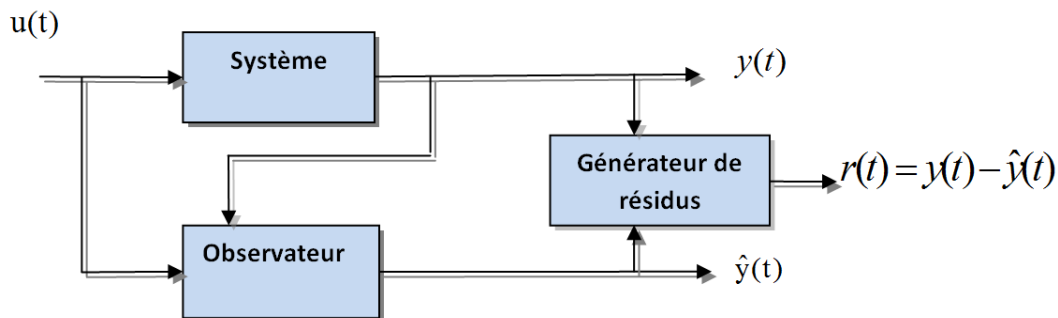 u(t)
Système
y(t)
Générateur de
résidus
r(t) = y(t) − ŷ(t)
Observateur
ŷ(t)